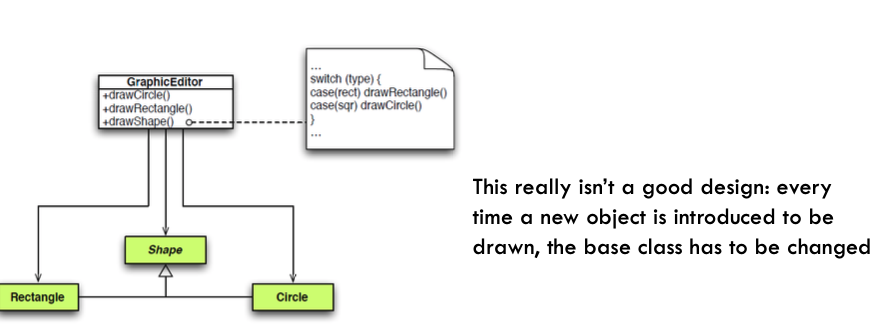 GraphicEditor
+drawCircle()
+drawRectangle()
+drawShape()
...
switch (type) {
case(rect) drawRectangle()
case(sqr) drawCircle()
}
...
This really isn't a good design: every
time a new object is introduced to be
drawn, the base class has to be changed
Shape
Rectangle
Circle